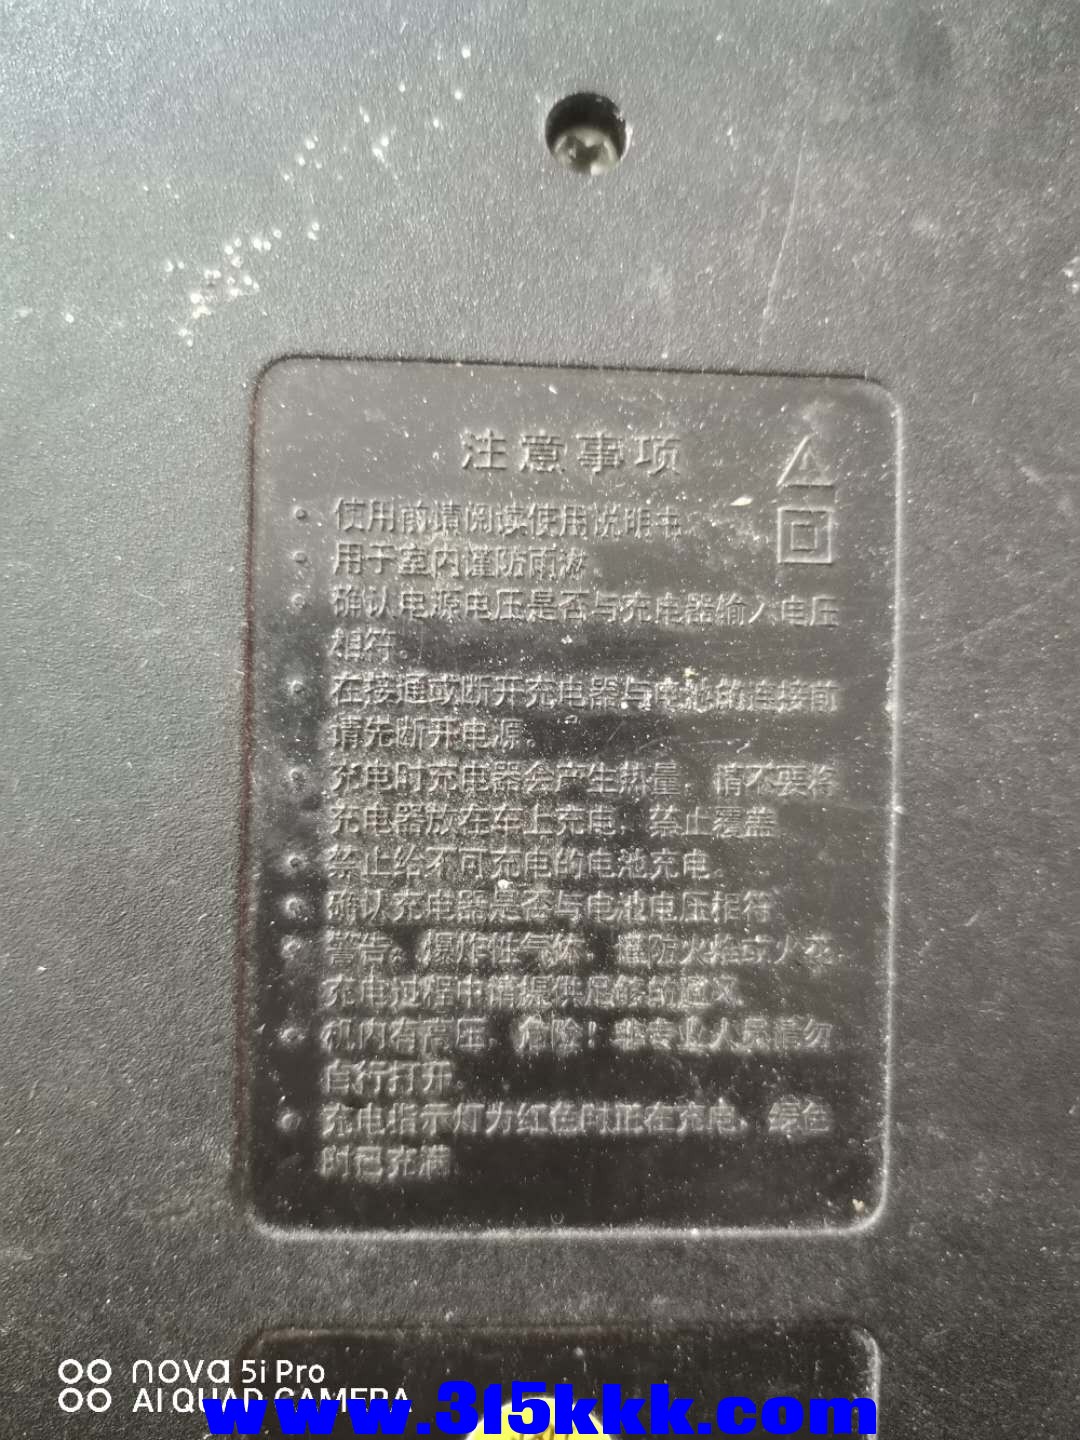 注意事项
使用前请阅读使用说明书
用于室内谨防雨淋
确认电源电压是否与充电器输入电压
相符。
在接通或断开充电器与电池的连接前
请先断开电源。
充电时充电器会产生热量，请不要将
充电器放在车上充电，禁止覆盖
禁止给不可充电的电池充电。
确认充电器是否与电池电压相符
警告。爆炸性气体，谨防火焰或火花，
充电过程中请提供足够的通风
机内有高压，危险！非专业人员请勿
自行打开。
充电指示灯为红色时正在充电，绿色
时已充满
nova 5i Pro
AI QUAD CAMERA
www.315kkk.com